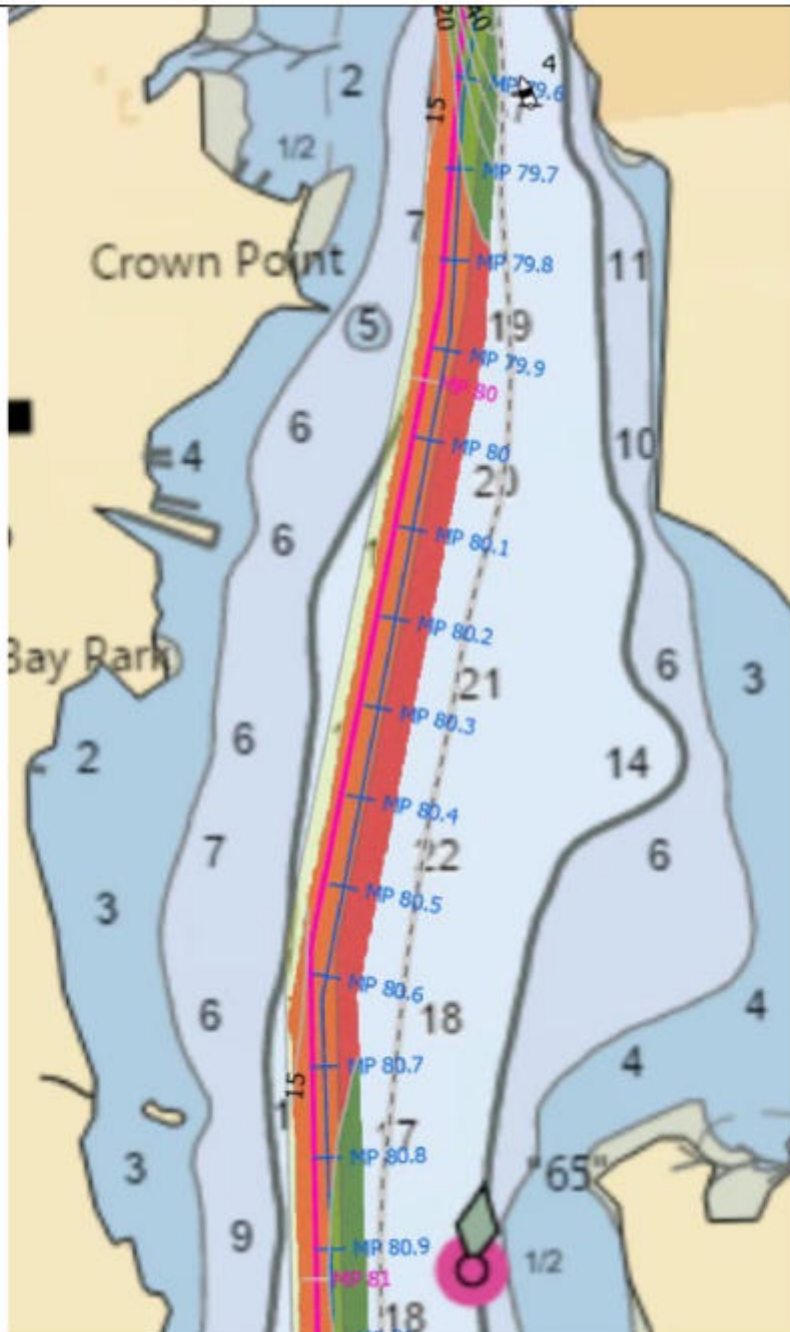 2
4
MP 79.6
15
1/2
MP 79.7
7
Crown Point
MP 79.8
11
5
19
MP 79.9
MP 80
6
4
MP 80
10
20
6
1
MP 80.1
MP 80.2
Bay Park
6
3
21
MP 80.3
6
2
14
MP 80.4
7
22
6
3
MP 80.5
MP 80.6
6
18
4
MP 80.7
4
15
1
17
MP 80.8
3
"65"
9
MP 80.9
1/2
MP 81
18